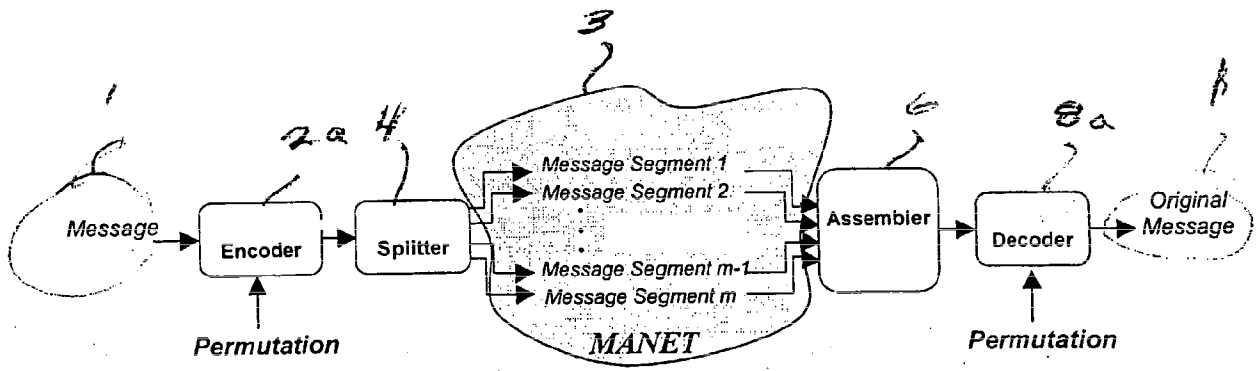 3
1
2a
4
6
8a
1
Message
Encoder
Splitter
Message Segment 1
Message Segment 2
Message Segment m-1
Message Segment m
MANET
Assembler
Decoder
Original
Message
Permutation
Permutation